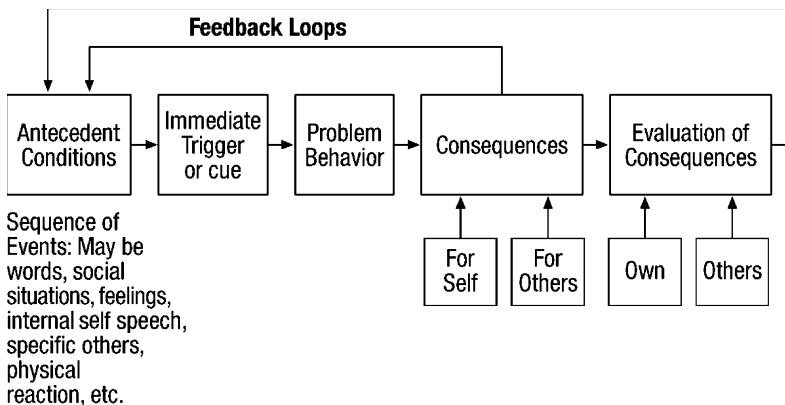 Feedback Loops
Antecedent
Conditions
Immediate
Trigger
or cue
Problem
Behavior
Consequences
Evaluation of
Consequences
Sequence of
Events: May be
words, social
situations, feelings,
internal self speech,
specific others,
physical
reaction, etc.
For
Self
For
Others
Own
Others